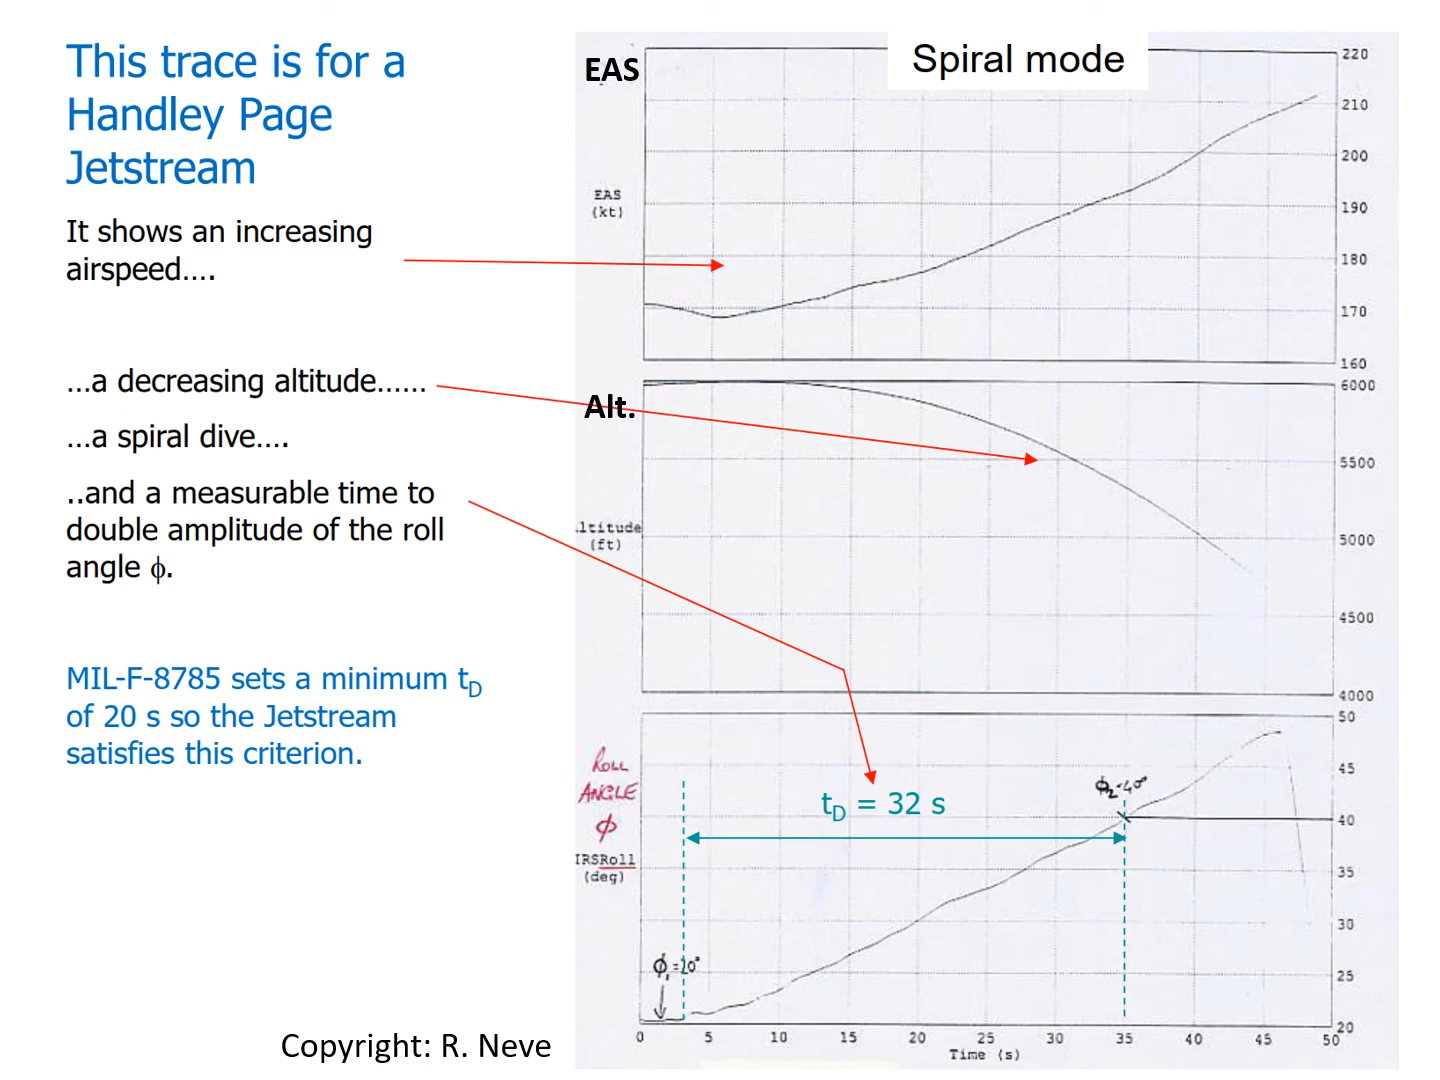 This trace is for a
Handley Page
Jetstream
It shows an increasing
airspeed….
…a decreasing altitude……
…a spiral dive….
..and a measurable time to
double amplitude of the roll
angle ϕ.
MIL-F-8785 sets a minimum tD
of 20 s so the Jetstream
satisfies this criterion.
Copyright: R. Neve
Spiral mode
EAS
EAS
(kt)
220
210
200
190
180
170
160
Alt.
ltitude
(ft)
6000
5500
5000
4500
4000
ROLL
ANGLE
ϕ
IRSRoll
(deg)
50
45
40
35
30
25
20
tD = 32 s
ϕ2=40°
ϕ1=20°
0 5 10 15 20 25 30 35 40 45 50
Time (s)